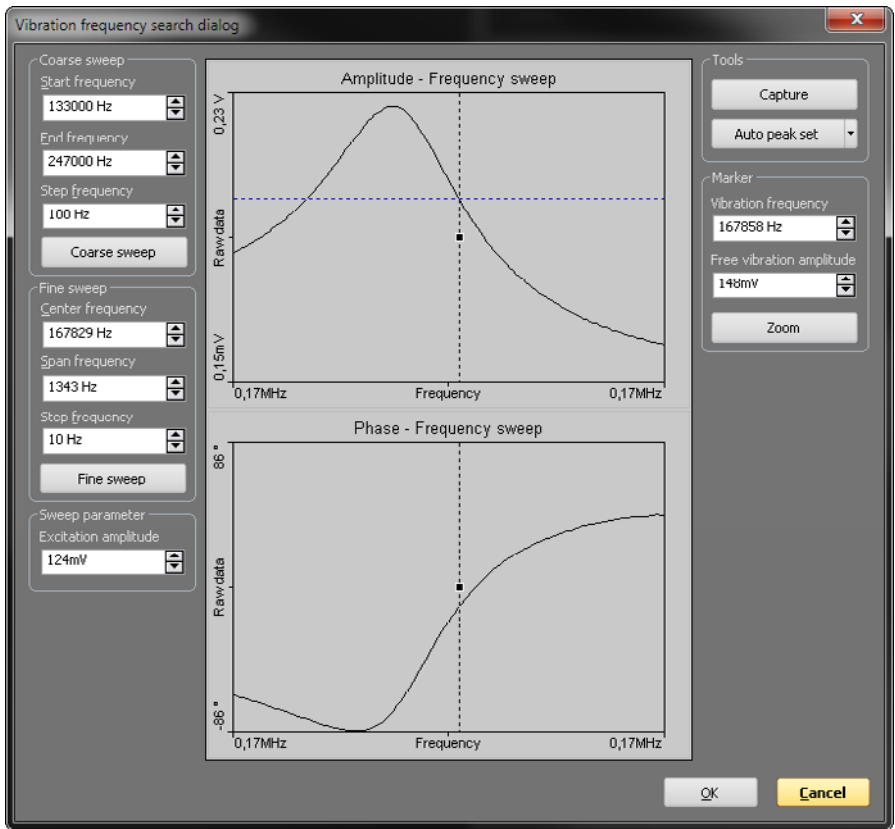 Vibration frequency search dialog
Coarse sweep
Start frequency
133000 Hz
End frequency
247000 Hz
Step frequency
100 Hz
Coarse sweep
Fine sweep
Center frequency
167829 Hz
Span frequency
1343 Hz
Step frequency
10 Hz
Fine sweep
Sweep parameter
Excitation amplitude
124mV
Amplitude - Frequency sweep
0,23 V
Rawdata
0,15mV
0,17MHz
Frequency
0,17MHz
Phase - Frequency sweep
86 °
Rawdata
-86 °
0,17MHz
Frequency
0,17MHz
Tools
Capture
Auto peak set
Marker
Vibration frequency
167858 Hz
Free vibration amplitude
148mV
Zoom
OK
Cancel